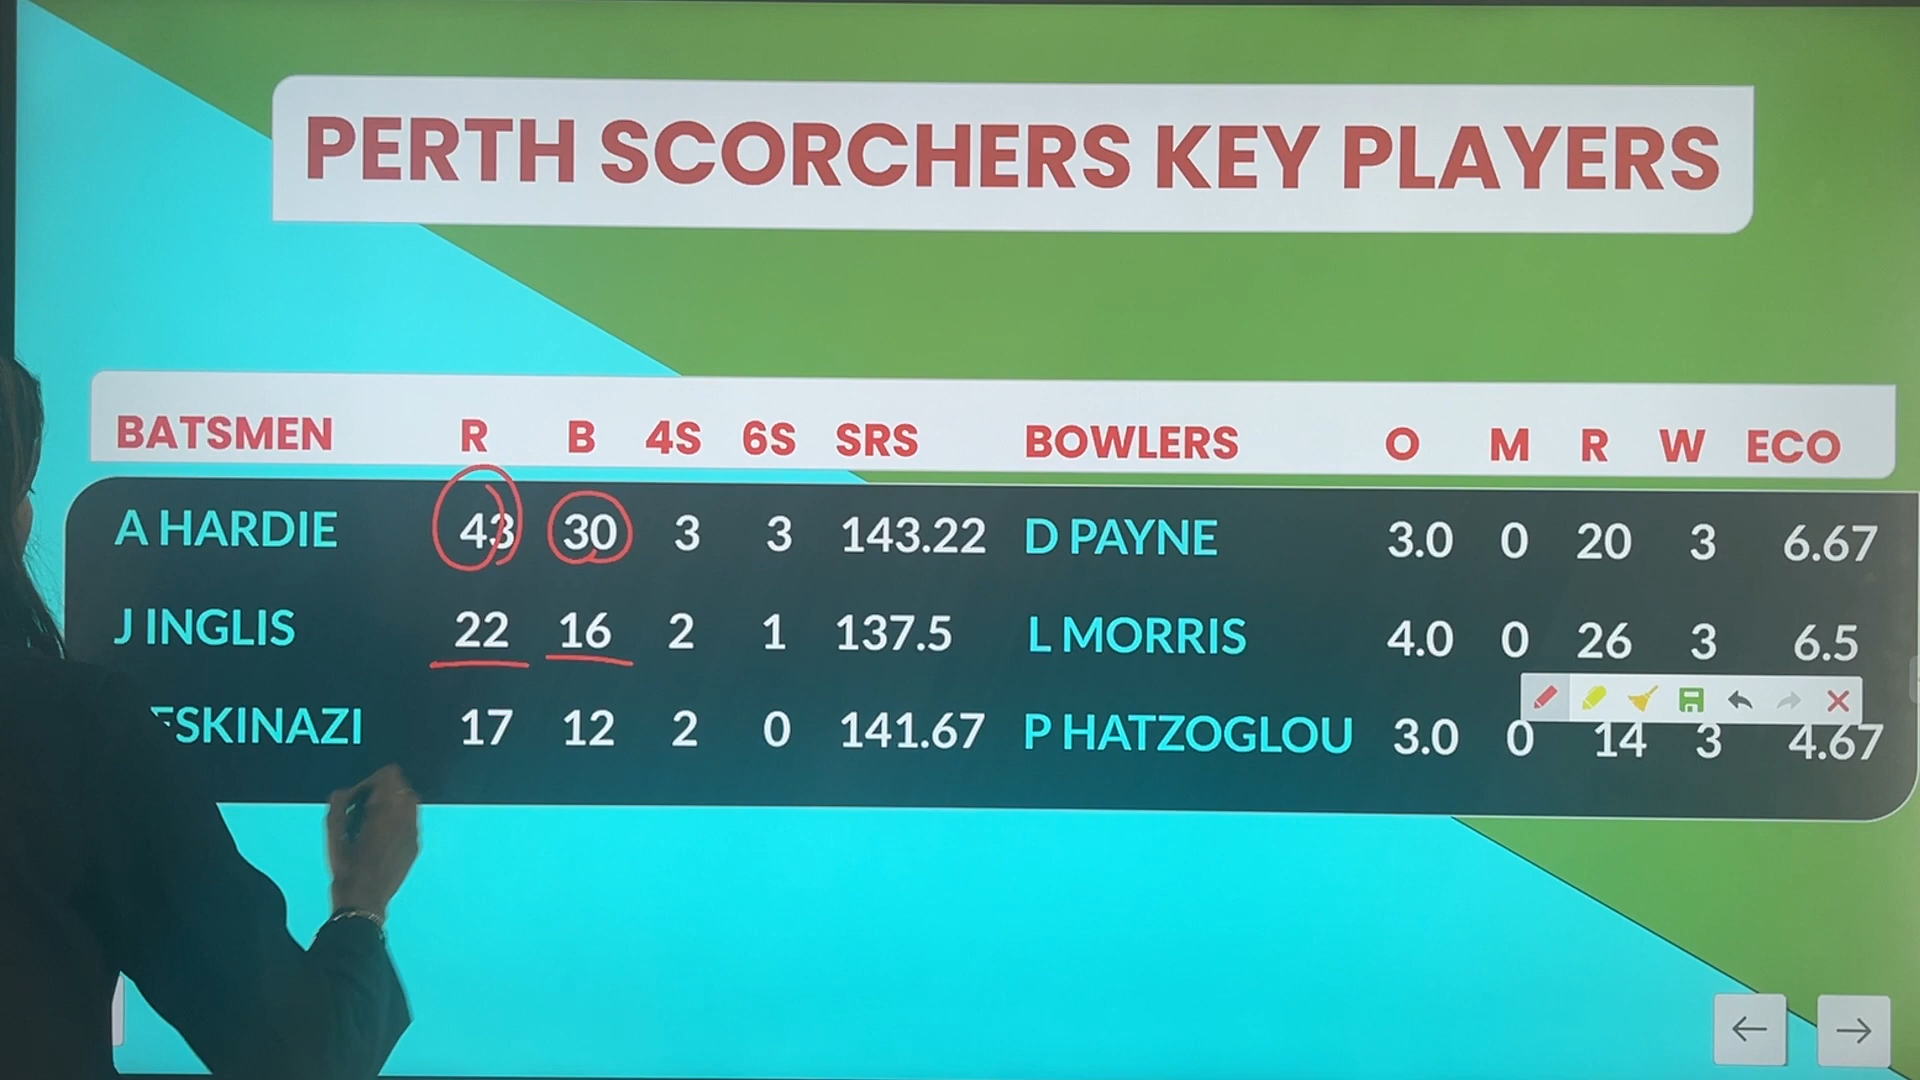 PERTH SCORCHERS KEY PLAYERS
BATSMEN R B 4S 6S SRS BOWLERS O M R W ECO
A HARDIE 43 30 3 3 143.22 D PAYNE 3.0 0 20 3 6.67
J INGLIS 22 16 2 1 137.5 L MORRIS 4.0 0 26 3 6.5
ESKINAZI 17 12 2 0 141.67 P HATZOGLOU 3.0 0 14 3 4.67